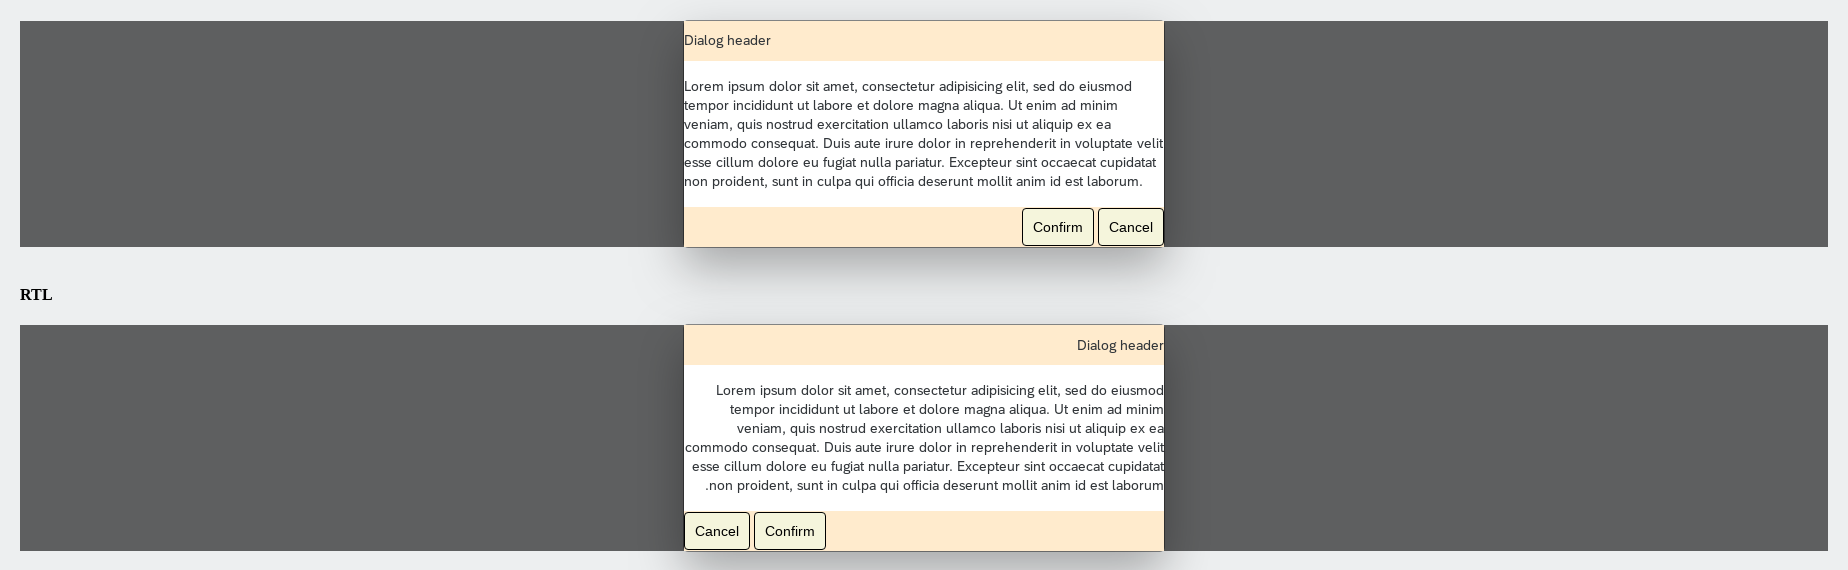 Dialog header
Lorem ipsum dolor sit amet, consectetur adipisicing elit, sed do eiusmod
tempor incididunt ut labore et dolore magna aliqua. Ut enim ad minim
veniam, quis nostrud exercitation ullamco laboris nisi ut aliquip ex ea
commodo consequat. Duis aute irure dolor in reprehenderit in voluptate velit
esse cillum dolore eu fugiat nulla pariatur. Excepteur sint occaecat cupidatat
non proident, sunt in culpa qui officia deserunt mollit anim id est laborum.
Confirm Cancel
RTL
Dialog header
Lorem ipsum dolor sit amet, consectetur adipisicing elit, sed do eiusmod
tempor incididunt ut labore et dolore magna aliqua. Ut enim ad minim
veniam, quis nostrud exercitation ullamco laboris nisi ut aliquip ex ea
commodo consequat. Duis aute irure dolor in reprehenderit in voluptate velit
esse cillum dolore eu fugiat nulla pariatur. Excepteur sint occaecat cupidatat
.non proident, sunt in culpa qui officia deserunt mollit anim id est laborum
Cancel Confirm